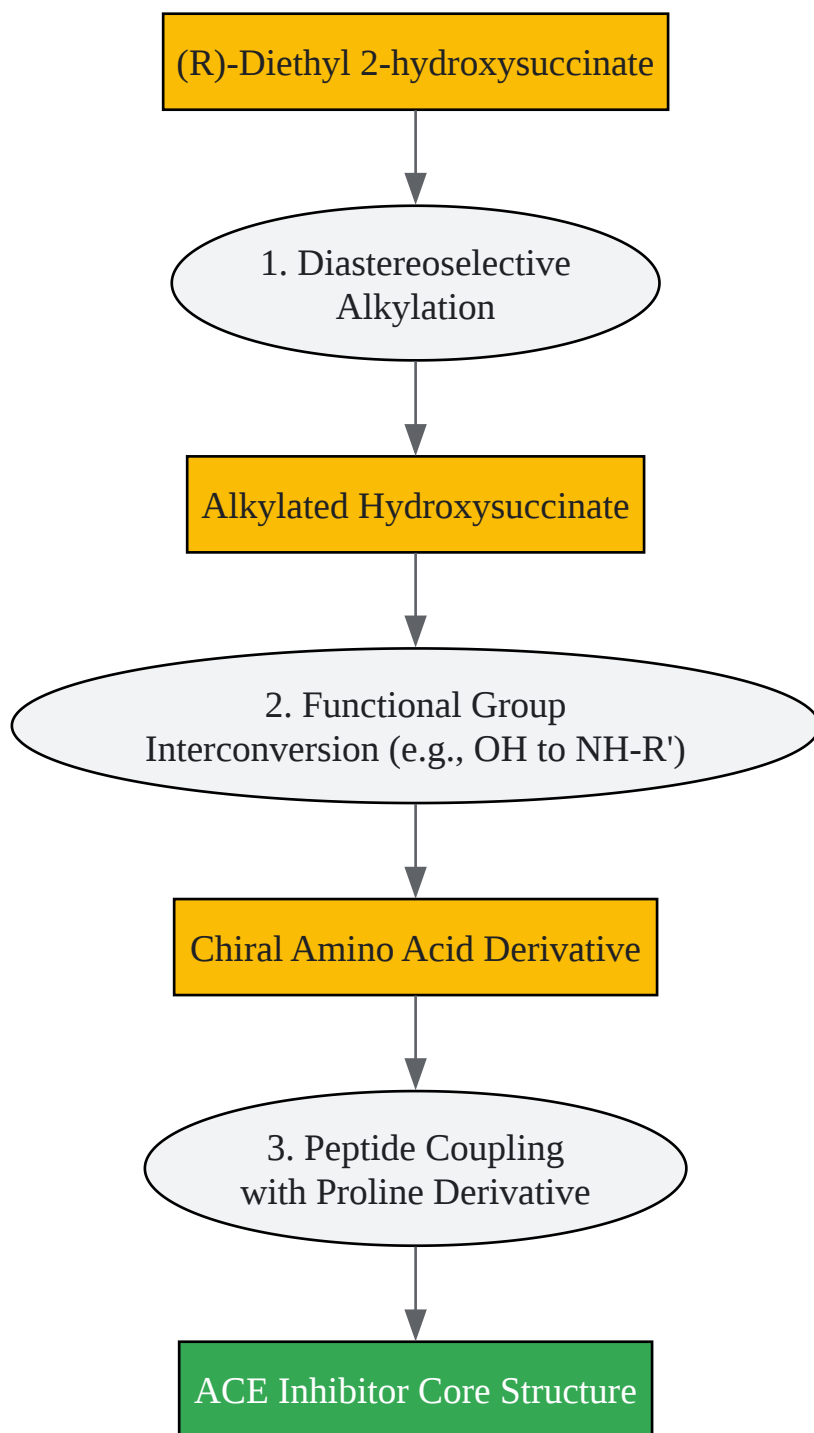 (R)-Diethyl 2-hydroxysuccinate
1. Diastereoselective
Alkylation
Alkylated Hydroxysuccinate
2. Functional Group
Interconversion (e.g., OH to NH-R')
Chiral Amino Acid Derivative
3. Peptide Coupling
with Proline Derivative
ACE Inhibitor Core Structure